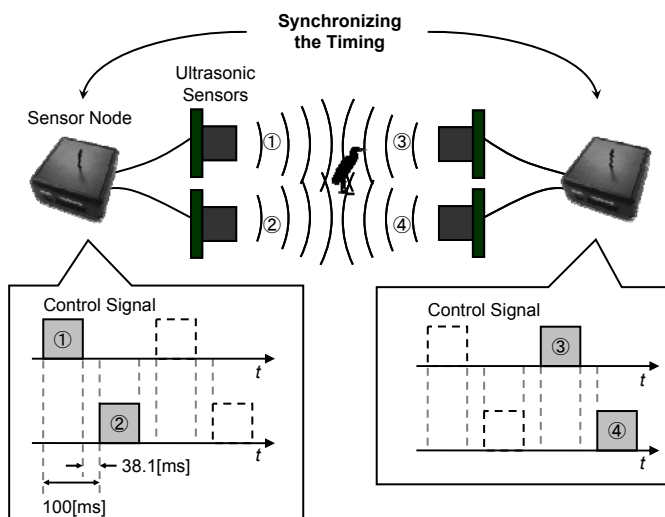 Synchronizing
the Timing
Ultrasonic
Sensors
Sensor Node
①
③
②
④
Control Signal
①
t
②
t
38.1[ms]
100[ms]
Control Signal
③
t
④
t